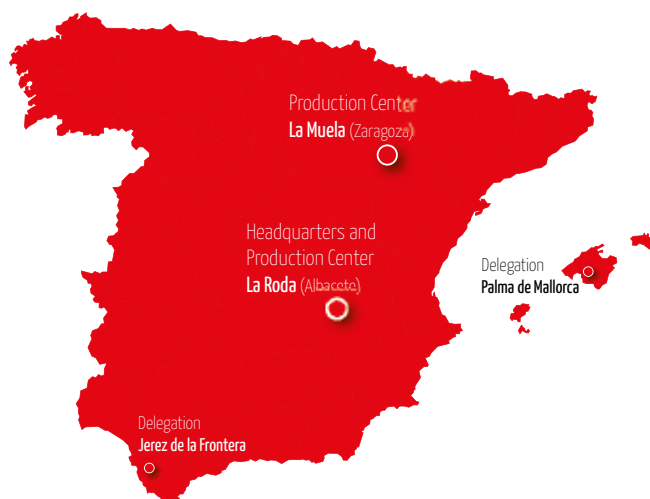 Production Center
La Muela (Zaragoza)
Headquarters and
Production Center
La Roda (Albacete)
Delegation
Palma de Mallorca
Delegation
Jerez de la Frontera